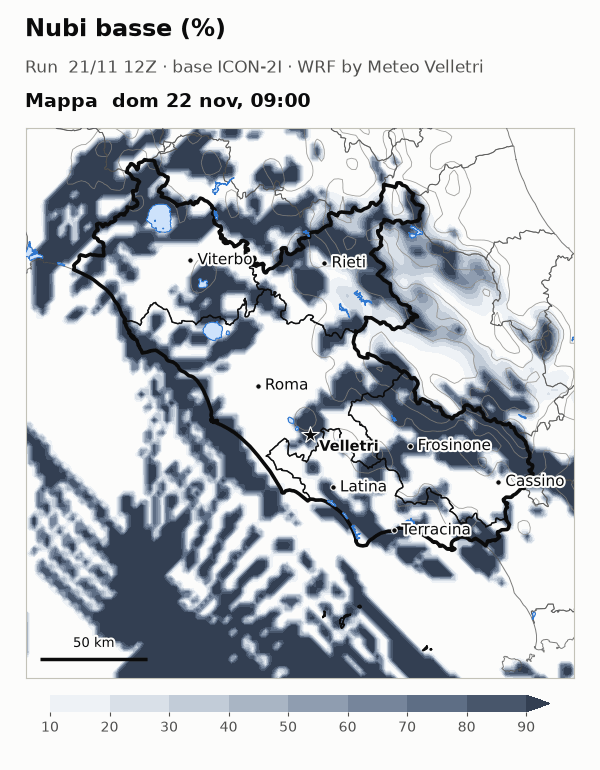 Nubi basse (%)
Run 21/11 12Z · base ICON-2I · WRF by Meteo Velletri
Mappa dom 22 nov, 09:00
Viterbo
Rieti
Roma
Velletri
Frosinone
Latina
Cassino
Terracina
50 km
10 20 30 40 50 60 70 80 90